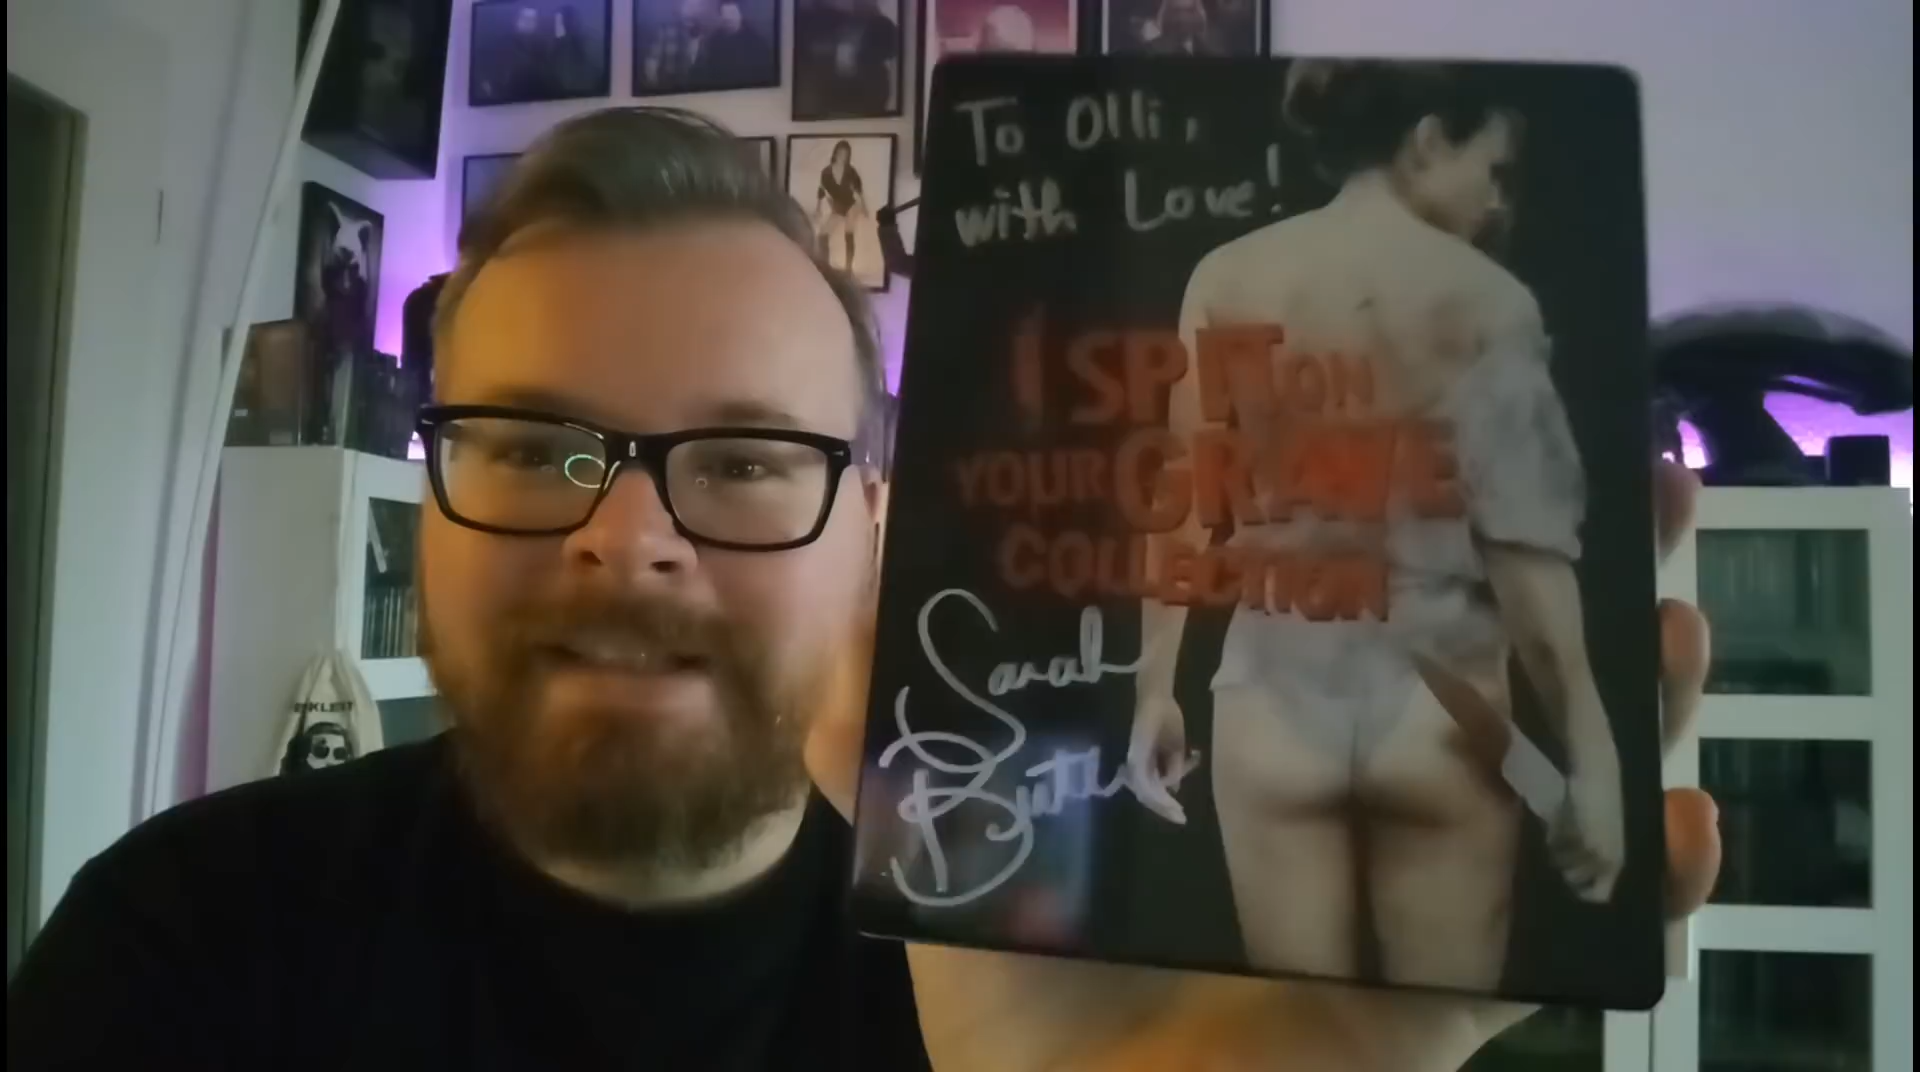 To Olli,
with Love!
I SPIT ON
YOUR GRAVE
COLLECTION
Sarah
Butler